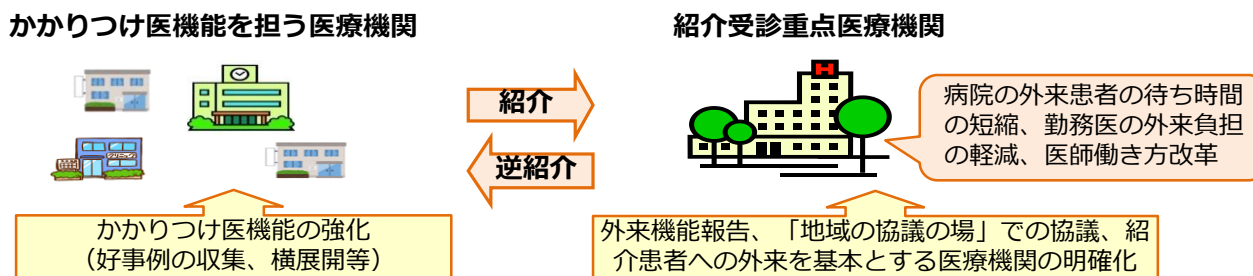 かかりつけ医機能を担う医療機関
紹介受診重点医療機関
紹介
逆紹介
H
病院の外来患者の待ち時間
の短縮、勤務医の外来負担
の軽減、医師働き方改革
クリニック
かかりつけ医機能の強化
（好事例の収集、横展開等）
外来機能報告、「地域の協議の場」での協議、紹
介患者への外来を基本とする医療機関の明確化